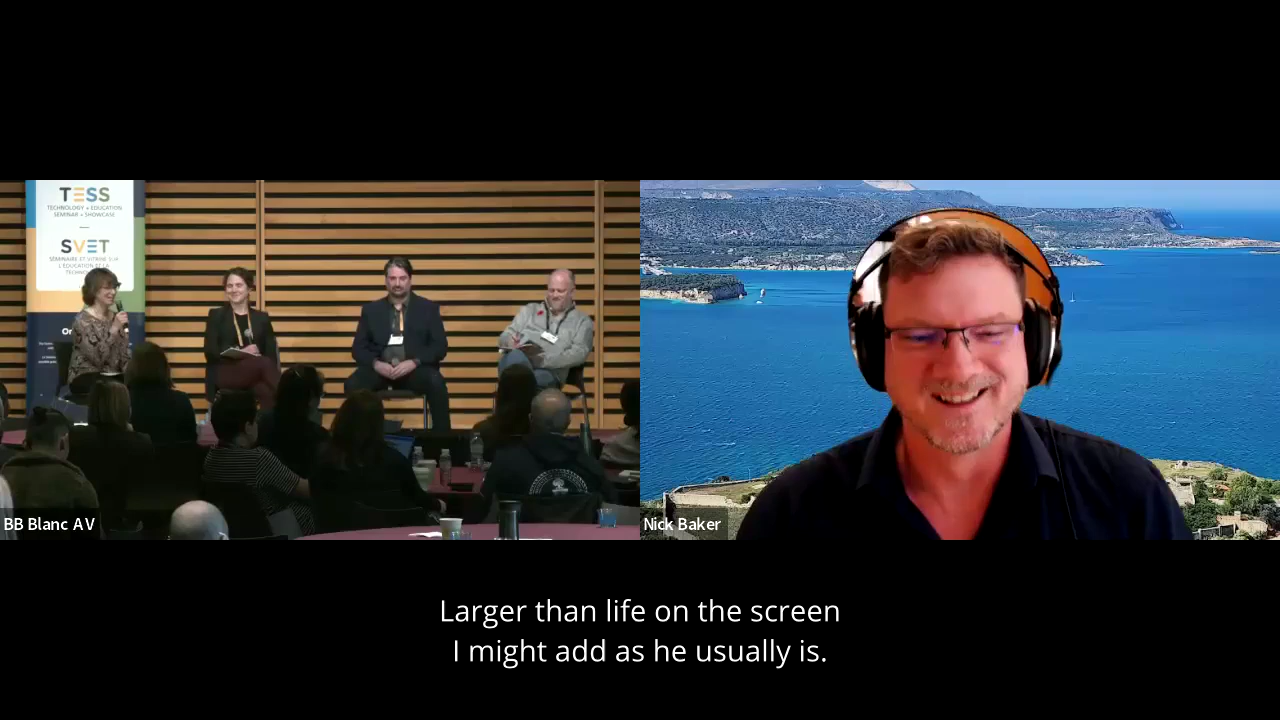 TESS
TECHNOLOGY + EDUCATION
SEMINAR + SHOWCASE
SVET
SÉMINAIRE ET VITRINE SUR
L'ÉDUCATION ET LA
BB Blanc AV
Nick Baker
Larger than life on the screen
I might add as he usually is.